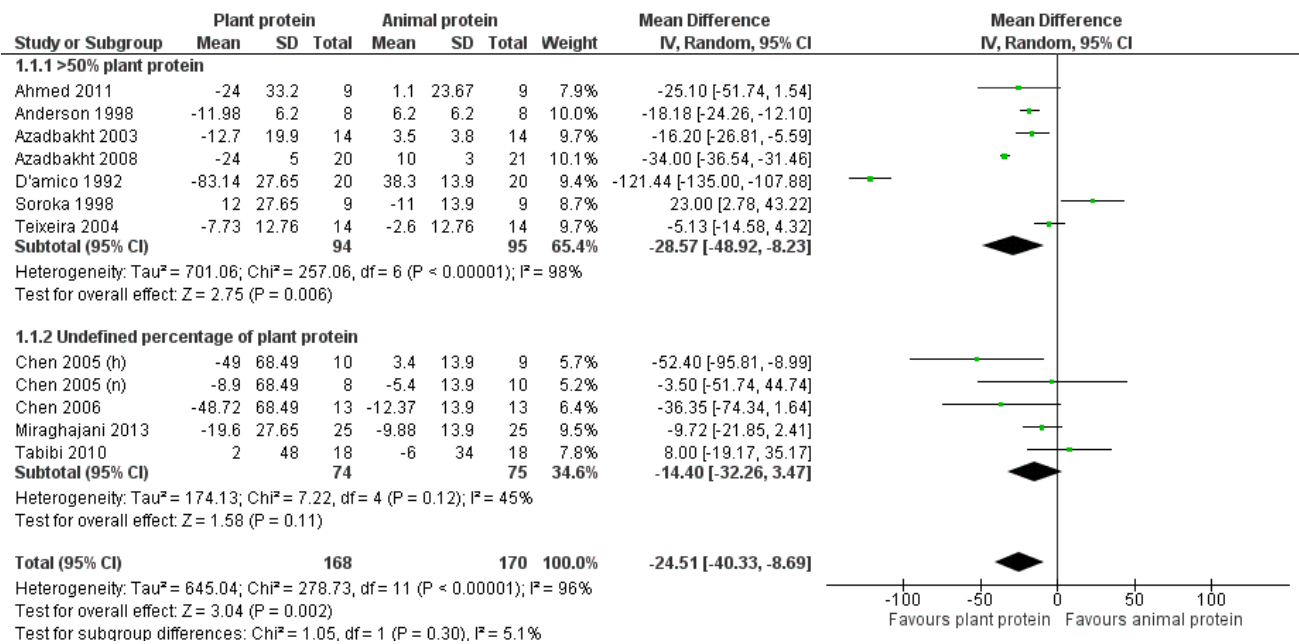 Plant protein Animal protein Mean Difference Mean Difference
Study or Subgroup Mean SD Total Mean SD Total Weight IV, Random, 95% CI IV, Random, 95% CI
1.1.1 >50% plant protein
Ahmed 2011 -24 33.2 9 1.1 23.67 9 7.9% -25.10 [-51.74, 1.54]
Anderson 1998 -11.98 6.2 8 6.2 6.2 8 10.0% -18.18 [-24.26, -12.10]
Azadbakht 2003 -12.7 19.9 14 3.5 3.8 14 9.7% -16.20 [-26.81, -5.59]
Azadbakht 2008 -24 5 20 10 3 21 10.1% -34.00 [-36.54, -31.46]
D'amico 1992 -83.14 27.65 20 38.3 13.9 20 9.4% -121.44 [-135.00, -107.88]
Soroka 1998 12 27.65 9 -11 13.9 9 8.7% 23.00 [2.78, 43.22]
Teixeira 2004 -7.73 12.76 14 -2.6 12.76 14 9.8% -5.13 [-14.58, 4.32]
Subtotal (95% CI) 94 95 65.4% -28.57 [-48.92, -8.23]
Heterogeneity: Tau² = 701.06; Chi² = 257.06, df = 6 (P < 0.00001); I² = 98%
Test for overall effect: Z = 2.75 (P = 0.006)
1.1.2 Undefined percentage of plant protein
Chen 2005 (h) -49 68.49 10 3.4 13.9 9 5.7% -52.40 [-95.81, -8.99]
Chen 2005 (n) -8.9 68.49 8 -5.4 13.9 10 5.2% -3.50 [-51.74, 44.74]
Chen 2006 -48.72 68.49 13 -12.37 13.9 13 6.4% -36.35 [-74.34, 1.64]
Miraghajani 2013 -19.6 27.65 25 -9.88 13.9 25 9.5% -9.72 [-21.85, 2.41]
Tabibi 2010 2 48 18 -6 34 18 7.8% 8.00 [-19.17, 35.17]
Subtotal (95% CI) 74 75 34.6% -14.40 [-32.26, 3.47]
Heterogeneity: Tau² = 174.13; Chi² = 7.22, df = 4 (P = 0.12); I² = 45%
Test for overall effect: Z = 1.58 (P = 0.11)
Total (95% CI) 168 170 100.0% -24.51 [-40.33, -8.69]
Heterogeneity: Tau² = 645.04; Chi² = 278.73, df = 11 (P < 0.00001); I² = 96%
Test for overall effect: Z = 3.04 (P = 0.002)
Test for subgroup differences: Chi² = 1.05, df = 1 (P = 0.30), I² = 5.1%
-100 -50 0 50 100
Favours plant protein Favours animal protein